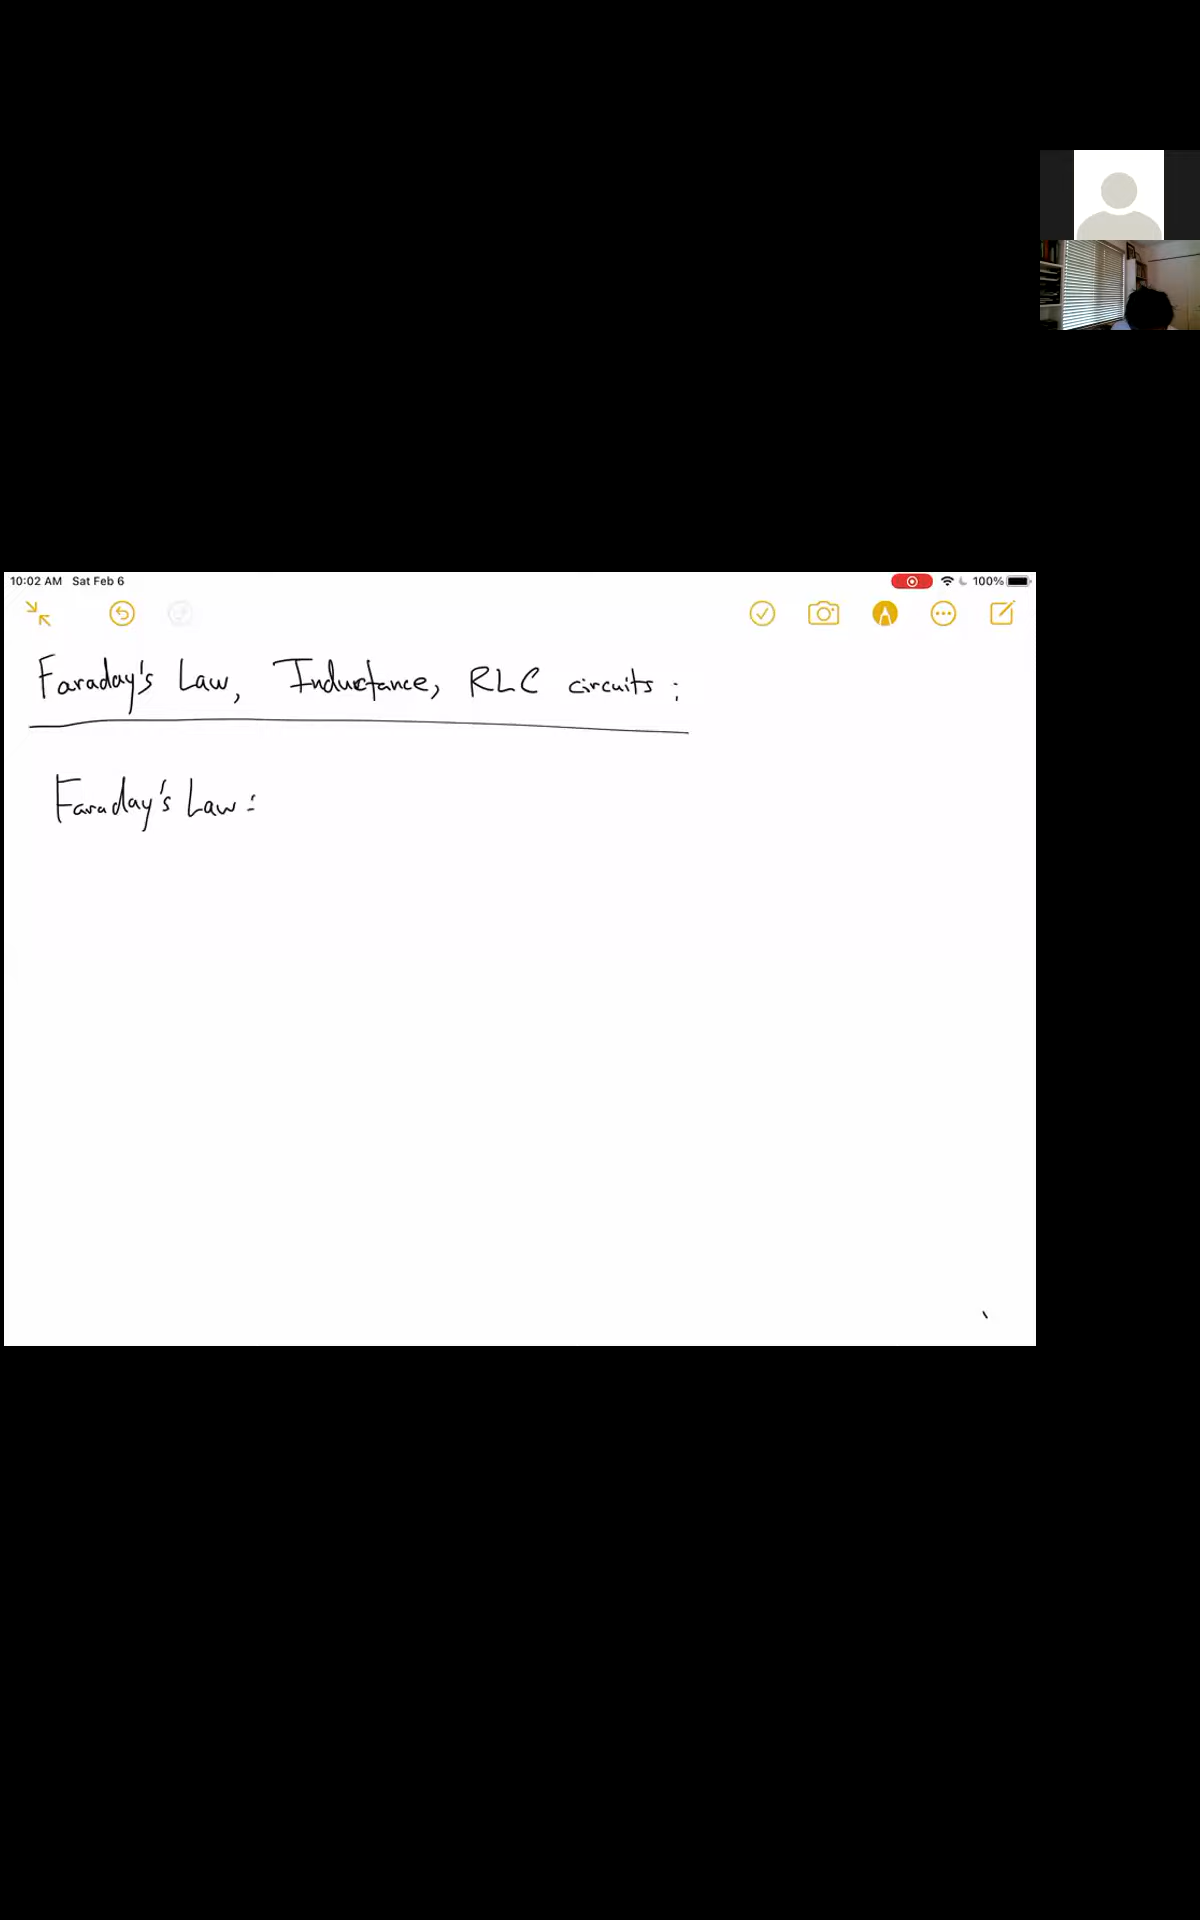 10:02 AM Sat Feb 6 100%
Faraday's Law, Inductance, RLC circuits :
Faraday's Law :